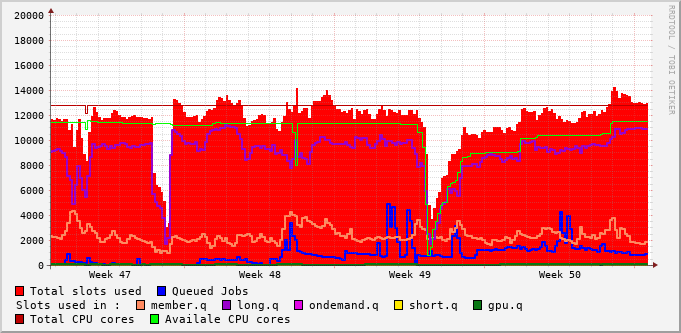 20000
18000
16000
14000
12000
10000
8000
6000
4000
2000
0
Week 47 Week 48 Week 49 Week 50
RRDTOOL / TOBI OETIKER
Total slots used Queued Jobs
Slots used in : member.q long.q ondemand.q short.q gpu.q
Total CPU cores Availale CPU cores